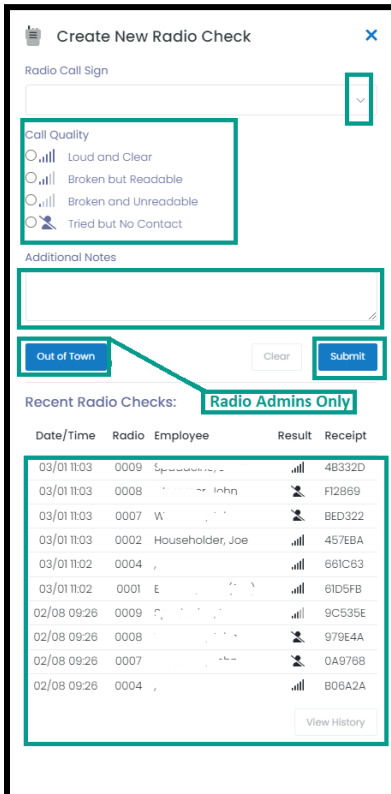 Create New Radio Check
Radio Call Sign
Call Quality
Loud and Clear
Broken but Readable
Broken and Unreadable
Tried but No Contact
Additional Notes
Out of Town Clear Submit
Recent Radio Checks: Radio Admins Only
Date/Time Radio Employee Result Receipt
03/01 11:03 0009 4B332D
03/01 11:03 0008 John F12869
03/01 11:03 0007 W BED322
03/01 11:03 0002 Householder, Joe 457EBA
03/01 11:02 0004 , 661C63
03/01 11:02 0001 E 61D5FB
02/08 09:26 0009 9C535E
02/08 09:26 0008 979E4A
02/08 09:26 0007 0A9768
02/08 09:26 0004 , B06A2A
View History